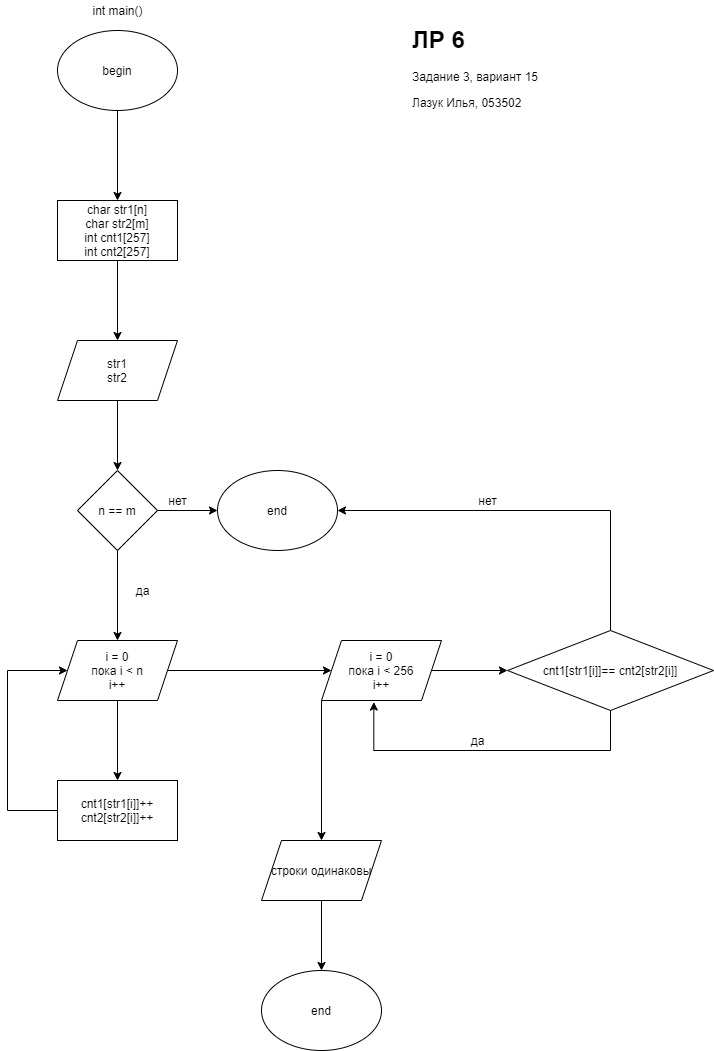 int main()
ЛР 6
Задание 3, вариант 15
Лазук Илья, 053502
begin
char str1[n]
char str2[m]
int cnt1[257]
int cnt2[257]
str1
str2
n == m
нет
end
нет
да
i = 0
пока i < n
i++
i = 0
пока i < 256
i++
cnt1[str1[i]]== cnt2[str2[i]]
да
cnt1[str1[i]]++
cnt2[str2[i]]++
строки одинаковы
end